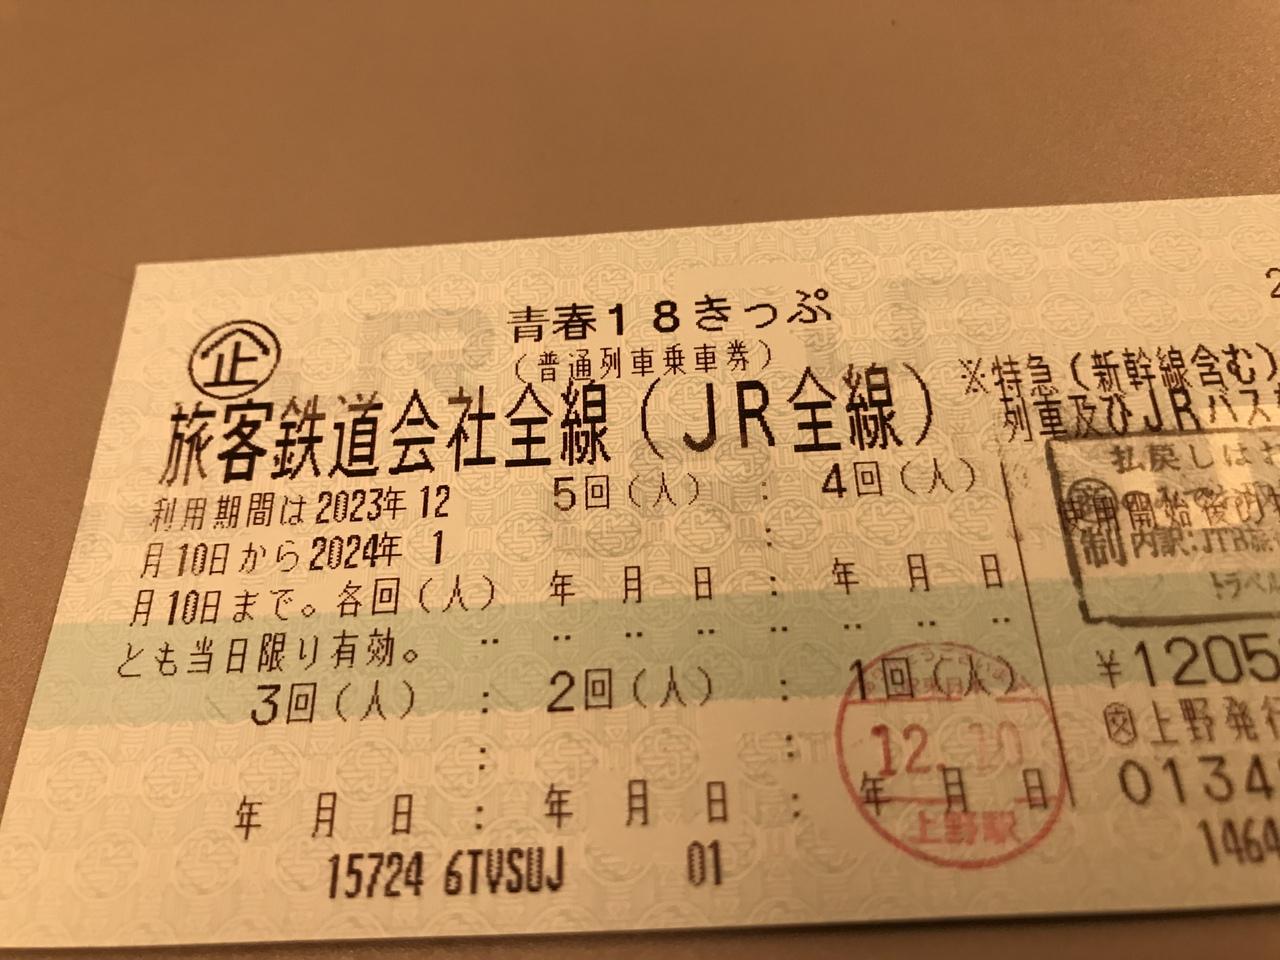 青春18きっぷ
企
(普通列車乗車券)
旅客鉄道会社全線(JR全線)
※特急(新幹線含む)
列車及びJRバス
利用期間は2023年12
月10日から2024年 1
月10日まで。各回(人)
とも当日限り有効。
5回(人) : 4回(人)
:
年 月 日 : 年 月 日
3回(人) : 2回(人) : 1回(人)
: :
年 月 日 : 年 月 日 : 年 月 日
12.10
上野駅
払戻しは
使用開始後
制 内訳:JTB
トラベル
¥1205
上野発行
0134
15724 6TVSUJ 01
1464
2